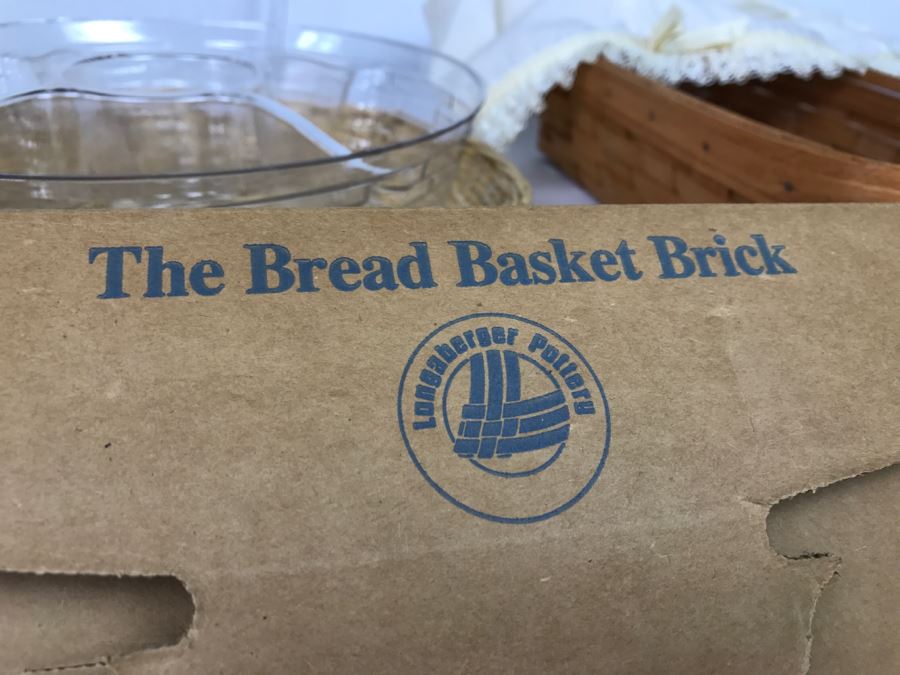 The Bread Basket Brick
Longaberger Pottery